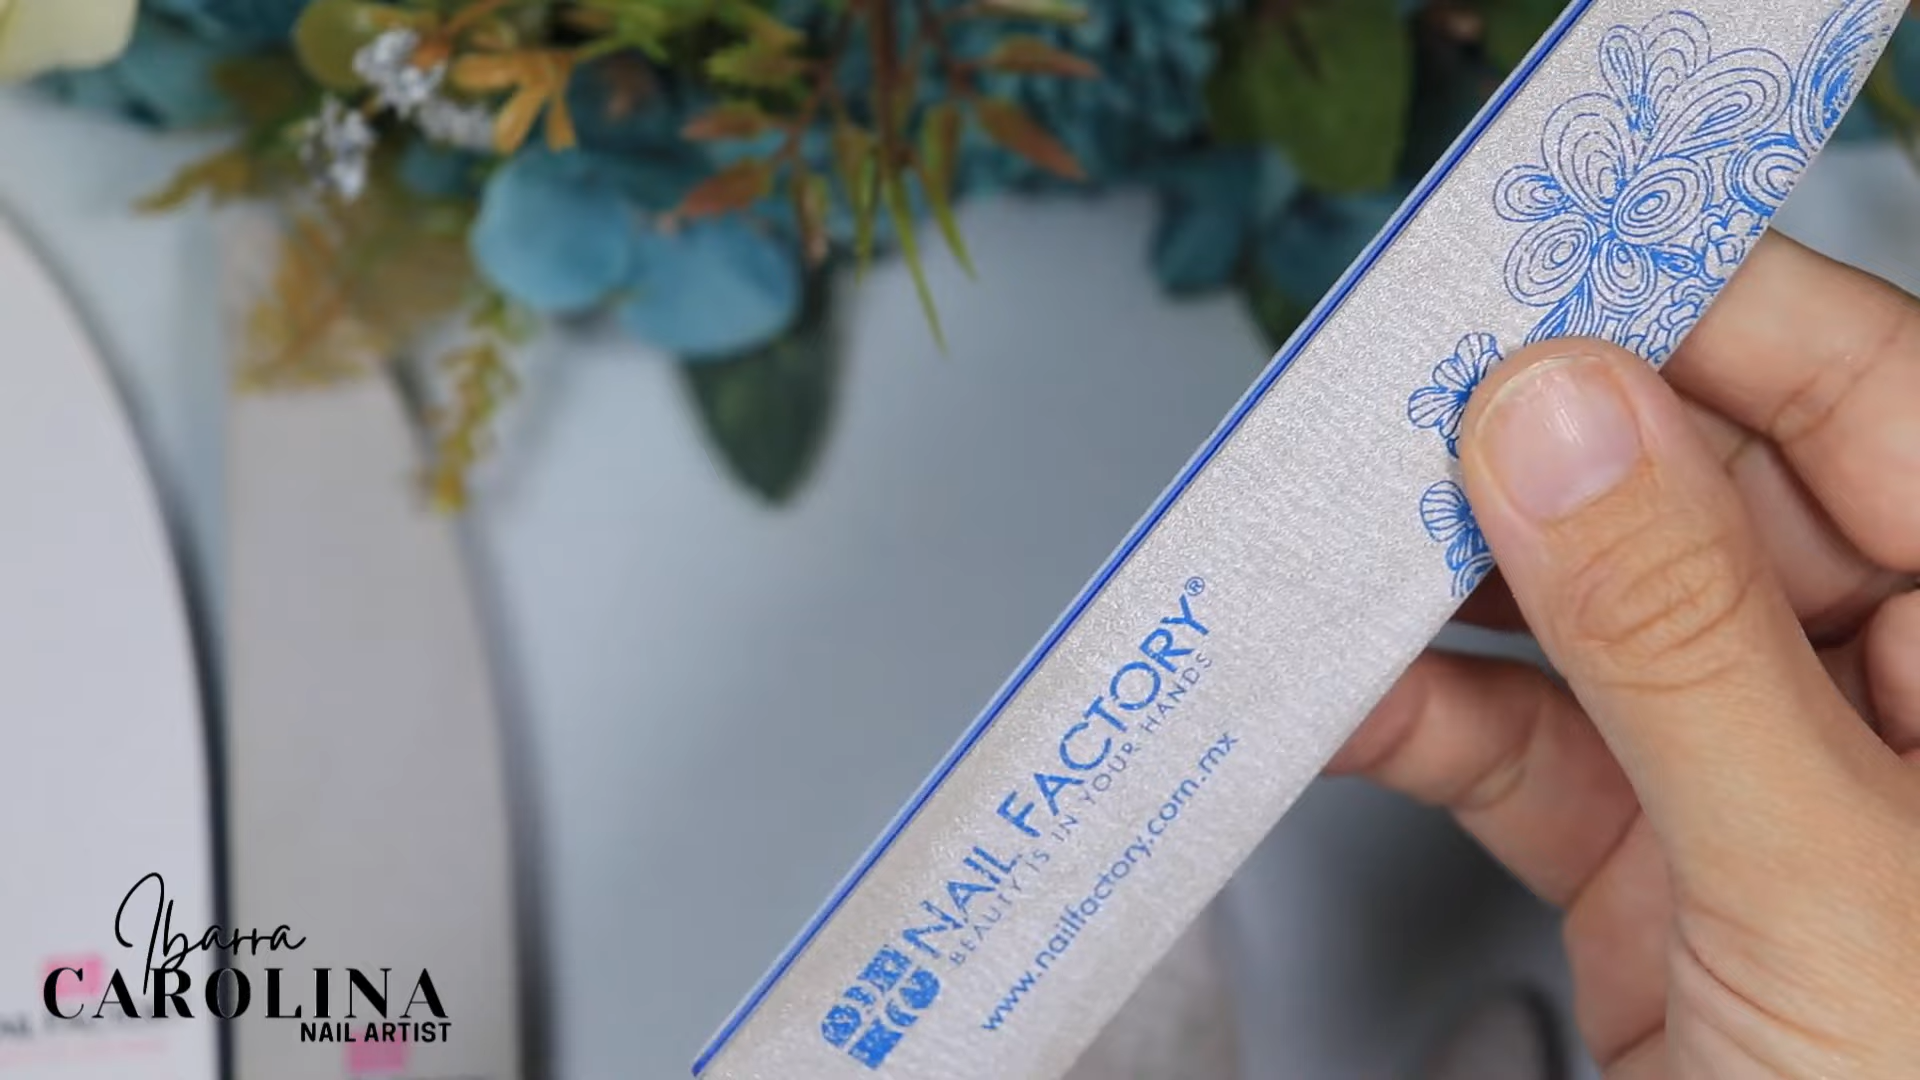 NAIL FACTORY®
BEAUTY IS IN YOUR HANDS
www.nailfactory.com.mx
Ibarra
CAROLINA
NAIL ARTIST